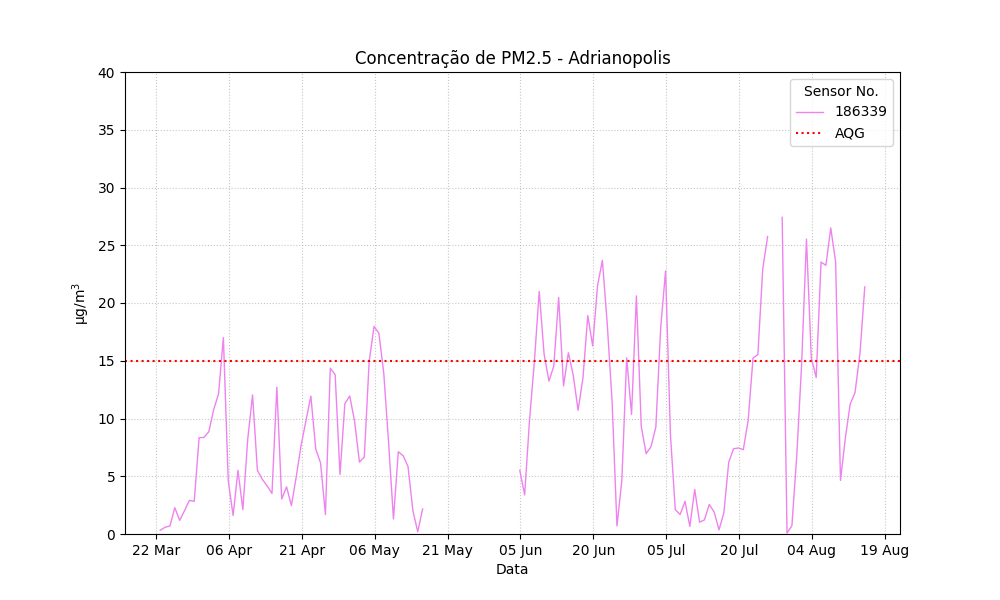 Concentração de PM2.5 - Adrianopolis
Sensor No.
186339
AQG
40
35
30
25
20
15
10
5
0
µg/m³
22 Mar 06 Apr 21 Apr 06 May 21 May 05 Jun 20 Jun 05 Jul 20 Jul 04 Aug 19 Aug
Data